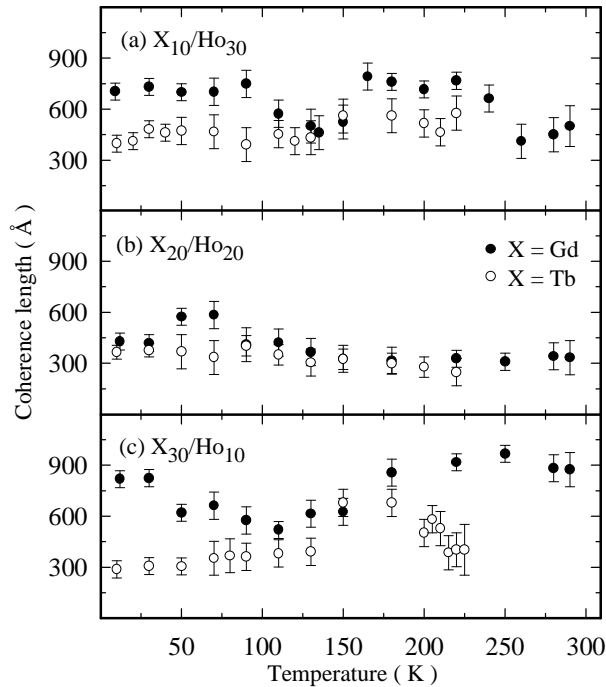 (a) X10/Ho30
900
600
300
(b) X20/Ho20
X = Gd
X = Tb
900
600
300
Coherence length ( Å )
(c) X30/Ho10
900
600
300
50 100 150 200 250 300
Temperature ( K )